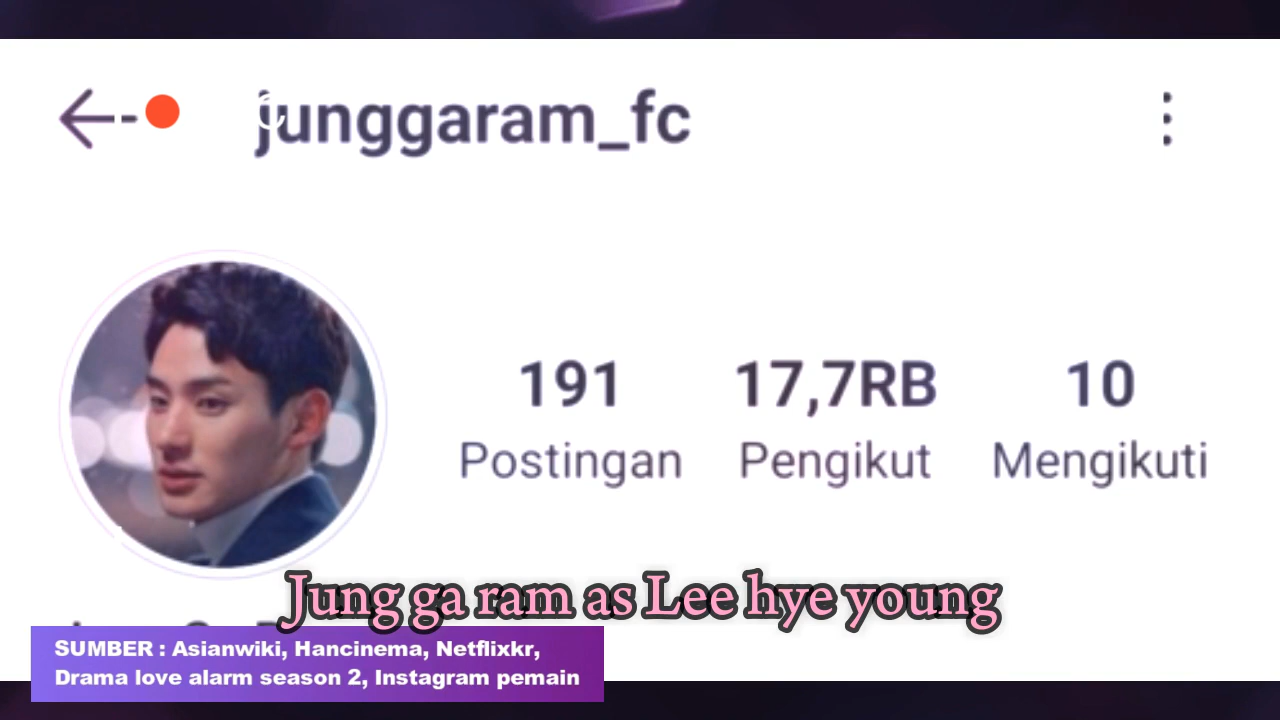 junggaram_fc
191 17,7RB 10
Postingan Pengikut Mengikuti
Jung ga ram as Lee hye young
SUMBER : Asianwiki, Hancinema, Netflixkr,
Drama love alarm season 2, Instagram pemain